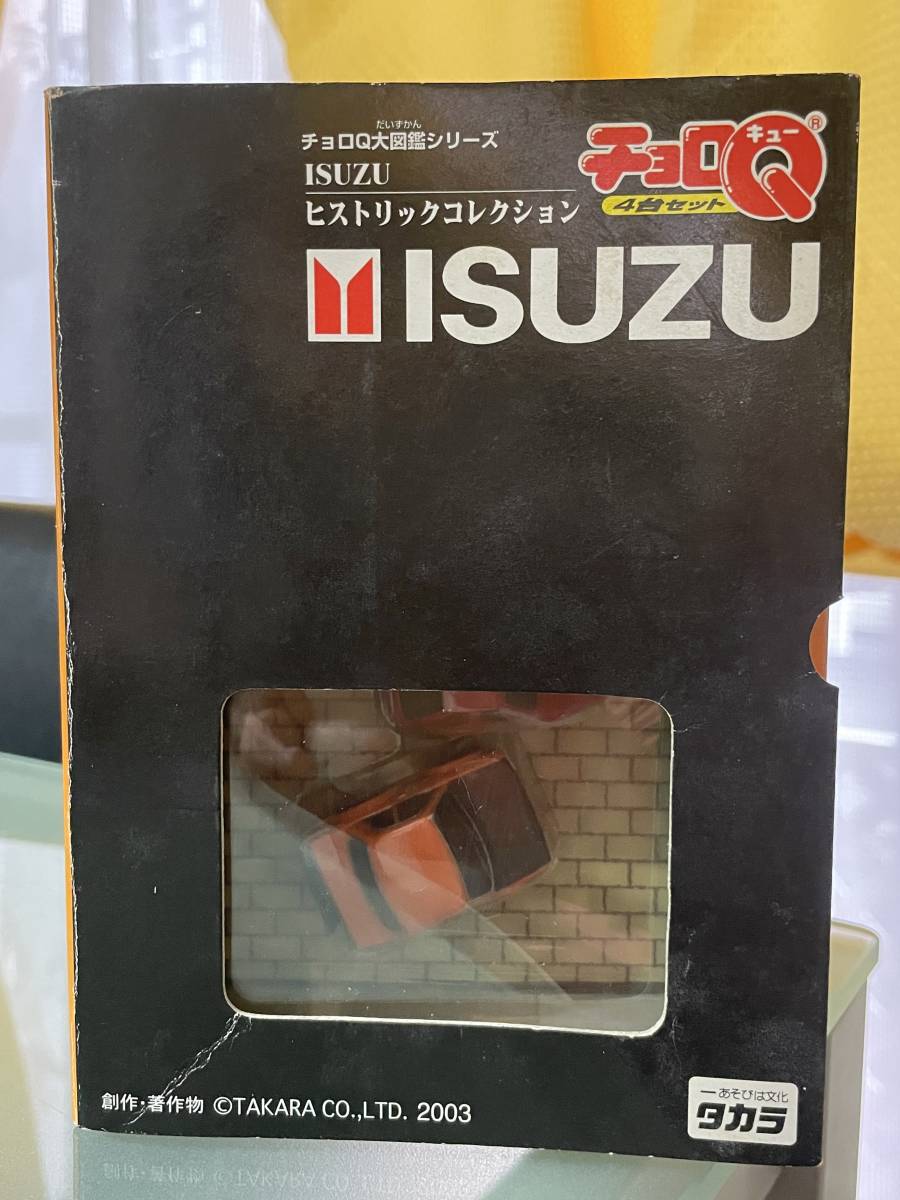 だいずかん
チョロQ大図鑑シリーズ
ISUZU
ヒストリックコレクション
チョロQ
キュー
®
4台セット
ISUZU
創作・著作物 ©TAKARA CO.,LTD. 2003
ーあそびは文化
タカラ